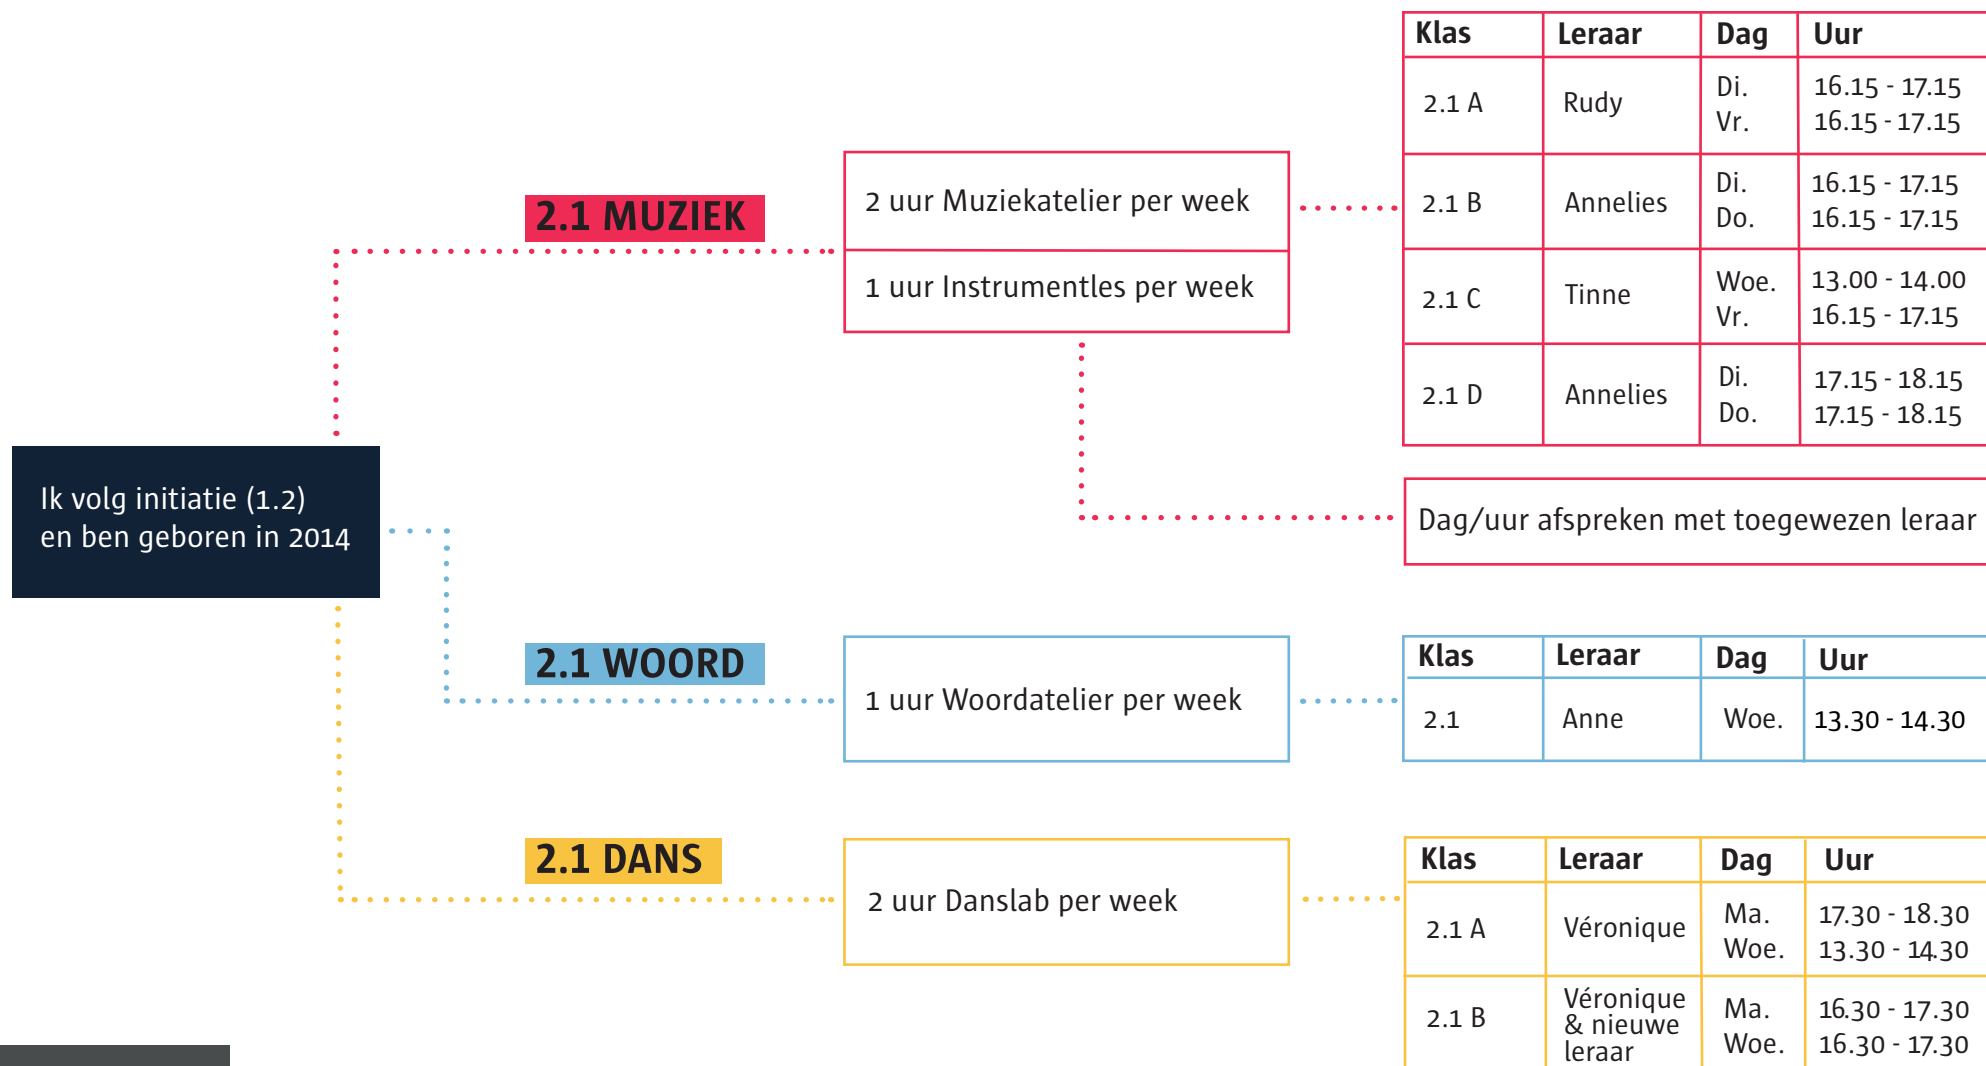 Klas Leraar Dag Uur
2.1 A Rudy Di. 16.15 - 17.15
Vr. 16.15 - 17.15
2.1 B Annelies Di. 16.15 - 17.15
Do. 16.15 - 17.15
2.1 C Tinne Woe. 13.00 - 14.00
Vr. 16.15 - 17.15
2.1 D Annelies Di. 17.15 - 18.15
Do. 17.15 - 18.15
2.1 MUZIEK
2 uur Muziekatelier per week
1 uur Instrumentles per week
Dag/uur afspreken met toegewezen leraar
Ik volg initiatie (1.2)
en ben geboren in 2014
2.1 WOORD
1 uur Woordatelier per week
Klas Leraar Dag Uur
2.1 Anne Woe. 13.30 - 14.30
2.1 DANS
2 uur Danslab per week
Klas Leraar Dag Uur
2.1 A Véronique Ma. 17.30 - 18.30
Woe. 13.30 - 14.30
2.1 B Véronique
& nieuwe
leraar
Ma. 16.30 - 17.30
Woe. 16.30 - 17.30